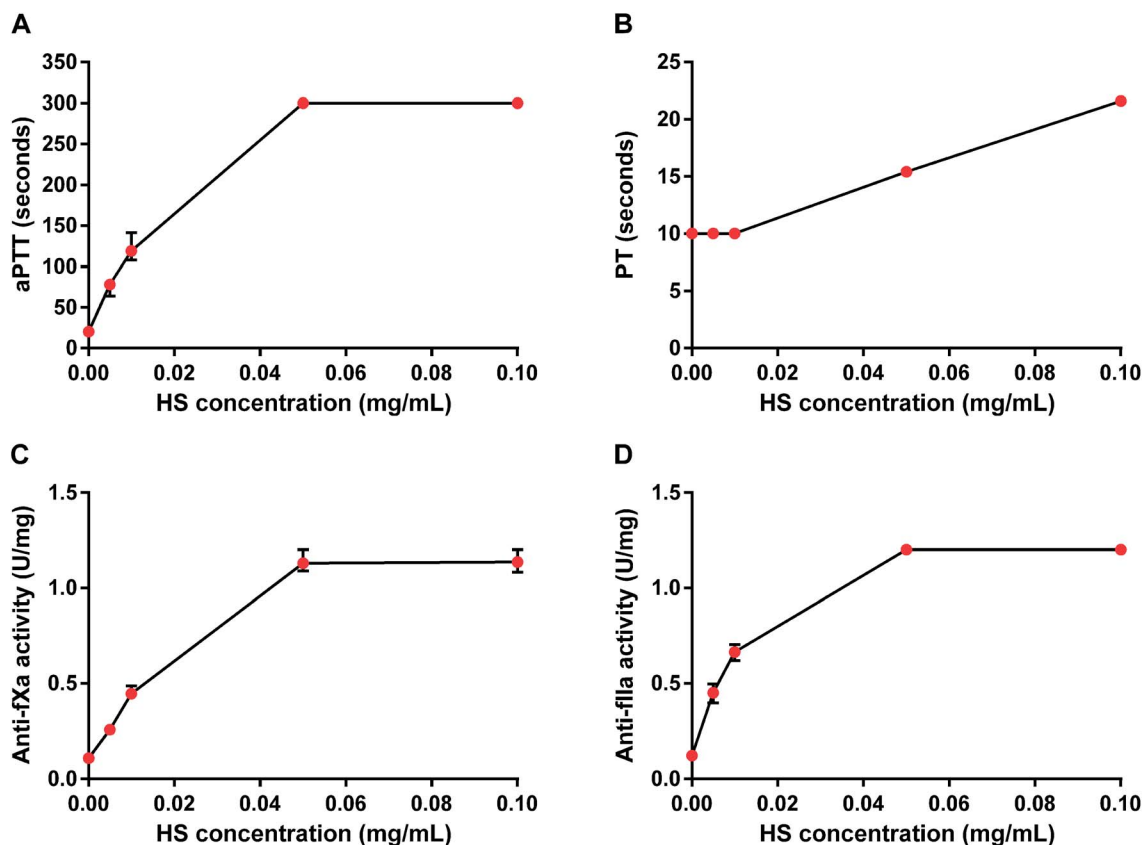 A
aPTT (seconds)
350
300
250
200
150
100
50
0
0.00 0.02 0.04 0.06 0.08 0.10
HS concentration (mg/mL)
B
PT (seconds)
25
20
15
10
5
0
0.00 0.02 0.04 0.06 0.08 0.10
HS concentration (mg/mL)
C
Anti-fXa activity (U/mg)
1.5
1.0
0.5
0.0
0.00 0.02 0.04 0.06 0.08 0.10
HS concentration (mg/mL)
D
Anti-fIIa activity (U/mg)
1.5
1.0
0.5
0.0
0.00 0.02 0.04 0.06 0.08 0.10
HS concentration (mg/mL)